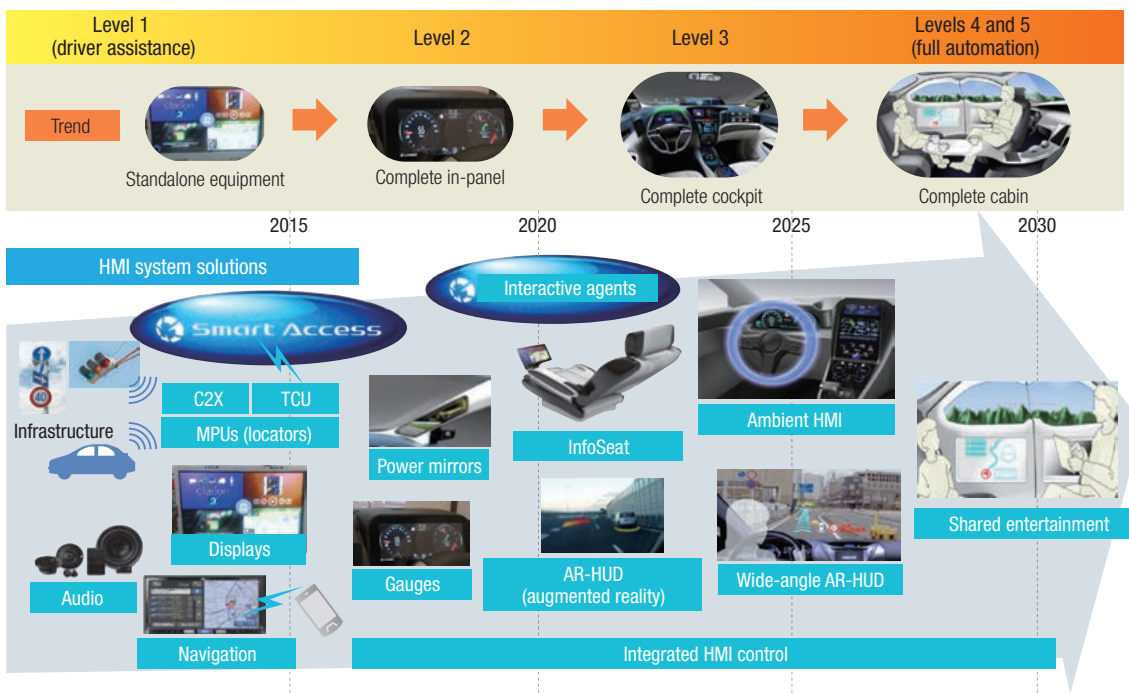 Level 1
(driver assistance)
Level 2
Level 3
Levels 4 and 5
(full automation)
Trend
Clarion
Standalone equipment
Complete in-panel
Complete cockpit
Complete cabin
2015
2020
2025
2030
HMI system solutions
Smart Access
Interactive agents
40
Infrastructure
C2X
TCU
MPUs (locators)
Power mirrors
InfoSeat
Ambient HMI
Clarion
Displays
Audio
Navigation
Gauges
AR-HUD
(augmented reality)
Wide-angle AR-HUD
Shared entertainment
Integrated HMI control